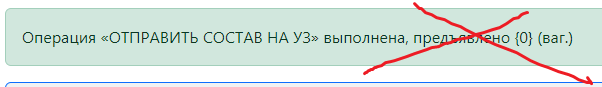 Операция «ОТПРАВИТЬ СОСТАВ НА УЗ» выполнена, предъявлено {0} (ваг.)